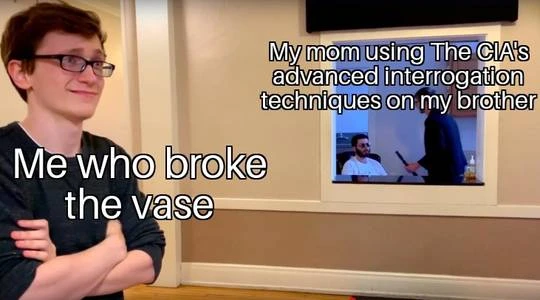 My mom using The CIA's
advanced interrogation
techniques on my brother
Me who broke
the vase